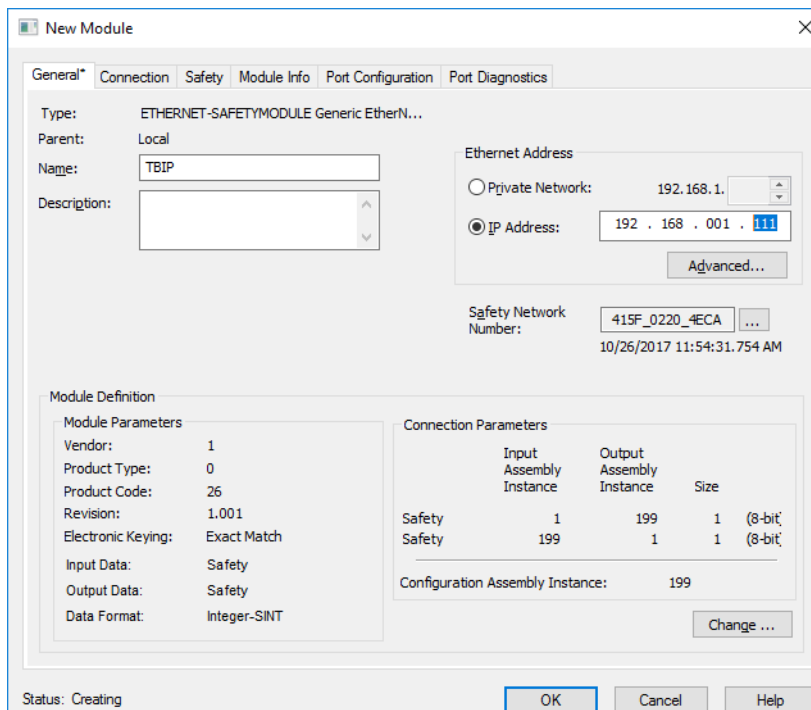 New Module
General* Connection Safety Module Info Port Configuration Port Diagnostics
Type: ETHERNET-SAFETYMODULE Generic EtherN...
Parent: Local
Name: TBIP
Description:
Ethernet Address
Private Network: 192.168.1.
IP Address: 192 . 168 . 001 . 111
Advanced...
Safety Network
Number:
415F_0220_4ECA ...
10/26/2017 11:54:31.754 AM
Module Definition
Module Parameters
Vendor: 1
Product Type: 0
Product Code: 26
Revision: 1.001
Electronic Keying: Exact Match
Input Data: Safety
Output Data: Safety
Data Format: Integer-SINT
Connection Parameters
Input
Assembly
Instance
Output
Assembly
Instance
Size
Safety 1 199 1 (8-bit)
Safety 199 1 1 (8-bit)
Configuration Assembly Instance: 199
Change ...
Status: Creating
OK Cancel Help